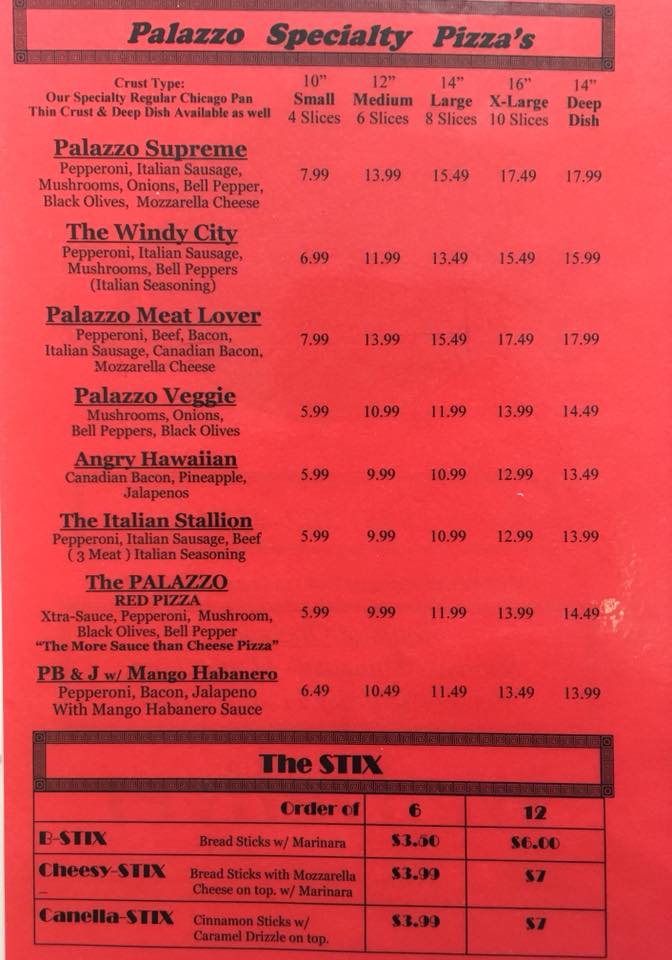 Palazzo Specialty Pizza's
Crust Type:
Our Specialty Regular Chicago Pan
Thin Crust & Deep Dish Available as well
10” 12” 14” 16” 14”
Small Medium Large X-Large Deep
4 Slices 6 Slices 8 Slices 10 Slices Dish
Palazzo Supreme
Pepperoni, Italian Sausage,
Mushrooms, Onions, Bell Pepper,
Black Olives, Mozzarella Cheese
7.99 13.99 15.49 17.49 17.99
The Windy City
Pepperoni, Italian Sausage,
Mushrooms, Bell Peppers
(Italian Seasoning)
6.99 11.99 13.49 15.49 15.99
Palazzo Meat Lover
Pepperoni, Beef, Bacon,
Italian Sausage, Canadian Bacon,
Mozzarella Cheese
7.99 13.99 15.49 17.49 17.99
Palazzo Veggie
Mushrooms, Onions,
Bell Peppers, Black Olives
5.99 10.99 11.99 13.99 14.49
Angry Hawaiian
Canadian Bacon, Pineapple,
Jalapenos
5.99 9.99 10.99 12.99 13.49
The Italian Stallion
Pepperoni, Italian Sausage, Beef
( 3 Meat ) Italian Seasoning
5.99 9.99 10.99 12.99 13.99
The PALAZZO
RED PIZZA
Xtra-Sauce, Pepperoni, Mushroom,
Black Olives, Bell Pepper
“The More Sauce than Cheese Pizza”
5.99 9.99 11.99 13.99 14.49
PB & J w/ Mango Habanero
Pepperoni, Bacon, Jalapeno
With Mango Habanero Sauce
6.49 10.49 11.49 13.49 13.99
The STIX
Order of 6 12
B-STIX Bread Sticks w/ Marinara $3.50 $6.00
Cheesy-STIX Bread Sticks with Mozzarella $3.99 $7
Cheese on top. w/ Marinara
Canella-STIX Cinnamon Sticks w/ $3.99 $7
Caramel Drizzle on top.